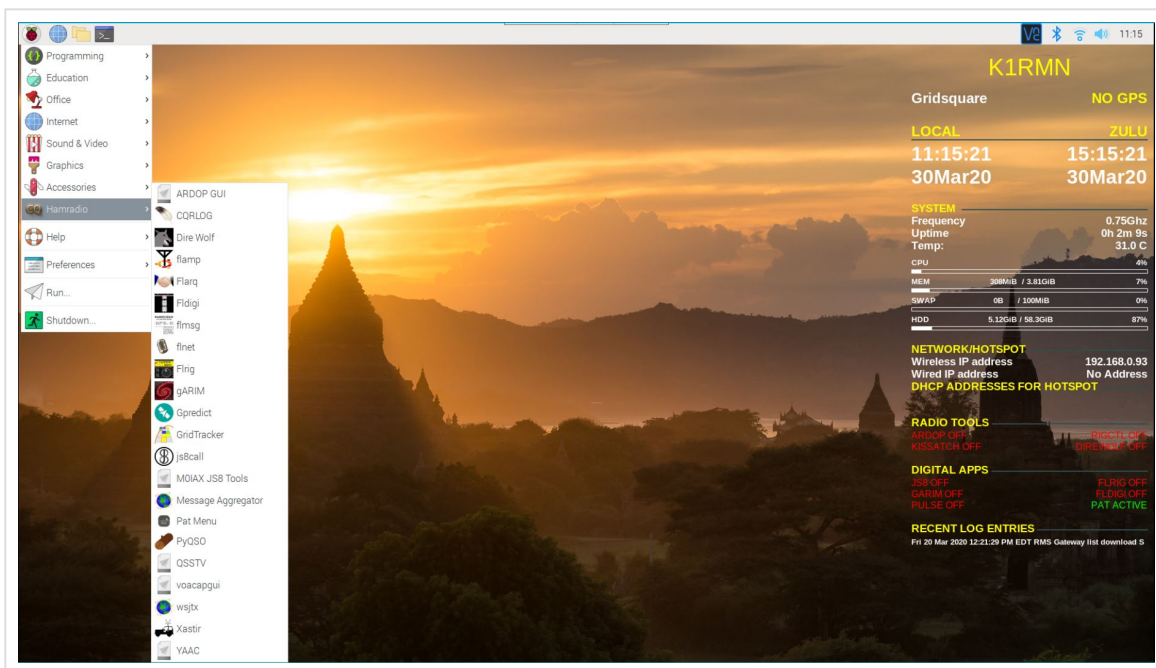 11:15
Programming
Education
Office
Internet
Sound & Video
Graphics
Accessories
Hamradio
Help
Preferences
Run...
Shutdown...
ARDOP GUI
CQRLOG
Dire Wolf
flamp
Flarq
Fldigi
flmsg
flnet
Flrig
gARIM
Gpredict
GridTracker
js8call
M0IAX JS8 Tools
Message Aggregator
Pat Menu
PyQSO
QSSTV
voacapgui
wsjtx
Xastir
YAAC
K1RMN
Gridsquare NO GPS
LOCAL ZULU
11:15:21 15:15:21
30Mar20 30Mar20
SYSTEM
Frequency 0.75Ghz
Uptime 0h 2m 9s
Temp: 31.0 C
CPU 4%
MEM 308MiB / 3.81GiB 7%
SWAP 0B / 100MiB 0%
HDD 5.12GiB / 58.3GiB 87%
NETWORK/HOTSPOT
Wireless IP address 192.168.0.93
Wired IP address No Address
DHCP ADDRESSES FOR HOTSPOT
RADIO TOOLS
ARDOP OFF RIGCTL OFF
KISSATCH OFF DIREWOLF OFF
DIGITAL APPS
JS8 OFF FLRIG OFF
GARIM OFF FLDIGI OFF
PULSE OFF PAT ACTIVE
RECENT LOG ENTRIES
Fri 20 Mar 2020 12:21:29 PM EDT RMS Gateway list download S